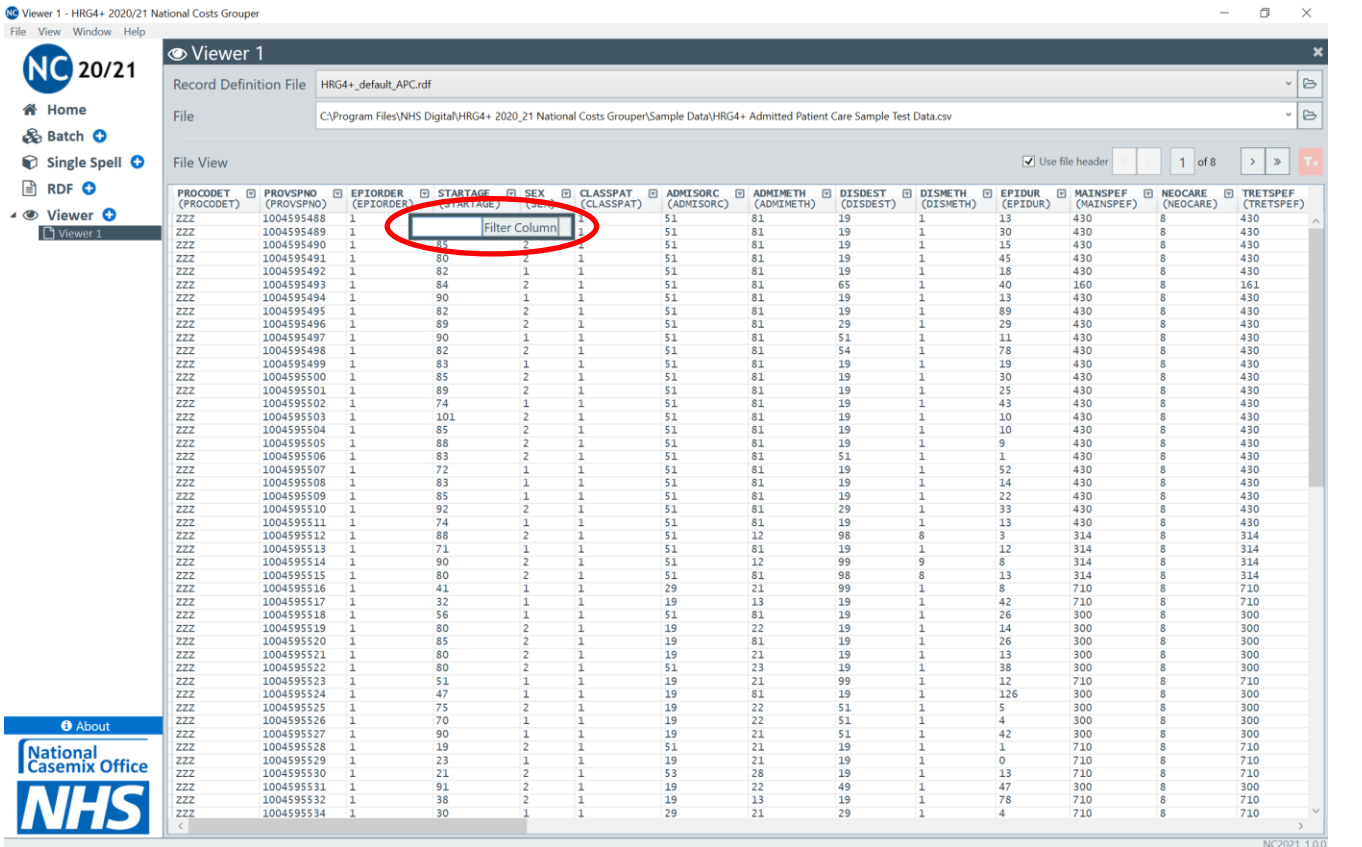 Viewer 1 - HRG4+ 2020/21 National Costs Grouper
File View Window Help
NC 20/21
Home
Batch
Single Spell
RDF
Viewer
Viewer 1
Viewer 1
Record Definition File HRG4+_default_APC.rdf
File C:\Program Files\NHS Digital\HRG4+ 2020_21 National Costs Grouper\Sample Data\HRG4+ Admitted Patient Care Sample Test Data.csv
File View Use file header 1 of 8
PROCODET PROVSPNO EPIORDER STARTAGE SEX CLASSPAT ADMISORC ADMIMETH DISDEST DISMETH EPIDUR MAINSPEF NEOCARE TRETSPEF
(PROCODET) (PROVSPNO) (EPIORDER) (STARTAGE) (SEX) (CLASSPAT) (ADMISORC) (ADMIMETH) (DISDEST) (DISMETH) (EPIDUR) (MAINSPEF) (NEOCARE) (TRETSPEF)
ZZZ 1004595488 1 1 51 81 19 1 13 430 8 430
Filter Column
ZZZ 1004595489 1 1 51 81 19 1 30 430 8 430
ZZZ 1004595490 1 85 2 1 51 81 19 1 15 430 8 430
ZZZ 1004595491 1 80 2 1 51 81 19 1 45 430 8 430
ZZZ 1004595492 1 82 1 1 51 81 19 1 18 430 8 430
ZZZ 1004595493 1 84 2 1 51 81 65 1 40 160 8 161
ZZZ 1004595494 1 90 1 1 51 81 19 1 13 430 8 430
ZZZ 1004595495 1 82 2 1 51 81 19 1 89 430 8 430
ZZZ 1004595496 1 89 2 1 51 81 29 1 29 430 8 430
ZZZ 1004595497 1 90 1 1 51 81 51 1 11 430 8 430
ZZZ 1004595498 1 82 2 1 51 81 54 1 78 430 8 430
ZZZ 1004595499 1 83 1 1 51 81 19 1 19 430 8 430
ZZZ 1004595500 1 85 2 1 51 81 19 1 30 430 8 430
ZZZ 1004595501 1 89 2 1 51 81 19 1 25 430 8 430
ZZZ 1004595502 1 74 1 1 51 81 19 1 43 430 8 430
ZZZ 1004595503 1 101 2 1 51 81 19 1 10 430 8 430
ZZZ 1004595504 1 85 2 1 51 81 19 1 10 430 8 430
ZZZ 1004595505 1 88 2 1 51 81 19 1 9 430 8 430
ZZZ 1004595506 1 83 2 1 51 81 51 1 1 430 8 430
ZZZ 1004595507 1 72 1 1 51 81 19 1 52 430 8 430
ZZZ 1004595508 1 83 1 1 51 81 19 1 14 430 8 430
ZZZ 1004595509 1 85 1 1 51 81 19 1 22 430 8 430
ZZZ 1004595510 1 92 2 1 51 81 29 1 33 430 8 430
ZZZ 1004595511 1 74 1 1 51 81 19 1 13 430 8 430
ZZZ 1004595512 1 88 2 1 51 12 98 8 3 314 8 314
ZZZ 1004595513 1 71 1 1 51 81 19 1 12 314 8 314
ZZZ 1004595514 1 90 2 1 51 12 99 9 8 314 8 314
ZZZ 1004595515 1 80 2 1 51 81 98 8 13 314 8 314
ZZZ 1004595516 1 41 1 1 29 21 99 1 8 710 8 710
ZZZ 1004595517 1 32 1 1 19 13 19 1 42 710 8 710
ZZZ 1004595518 1 56 1 1 51 81 19 1 26 300 8 300
ZZZ 1004595519 1 80 2 1 19 22 19 1 14 300 8 300
ZZZ 1004595520 1 85 2 1 19 81 19 1 26 300 8 300
ZZZ 1004595521 1 80 2 1 19 21 19 1 13 300 8 300
ZZZ 1004595522 1 80 2 1 51 23 19 1 38 300 8 300
ZZZ 1004595523 1 51 1 1 19 21 99 1 12 710 8 710
ZZZ 1004595524 1 47 1 1 19 81 19 1 126 300 8 300
ZZZ 1004595525 1 75 2 1 19 22 51 1 5 300 8 300
ZZZ 1004595526 1 70 1 1 19 22 51 1 4 300 8 300
ZZZ 1004595527 1 90 1 1 19 21 51 1 42 300 8 300
ZZZ 1004595528 1 19 2 1 51 21 19 1 1 710 8 710
ZZZ 1004595529 1 23 1 1 19 21 19 1 0 710 8 710
ZZZ 1004595530 1 21 2 1 53 28 19 1 13 710 8 710
ZZZ 1004595531 1 91 2 1 19 22 49 1 47 300 8 300
ZZZ 1004595532 1 38 2 1 19 13 19 1 78 710 8 710
ZZZ 1004595534 1 30 1 1 29 21 29 1 4 710 8 710
About
National
Casemix Office
NHS
NC2021 1.0.0